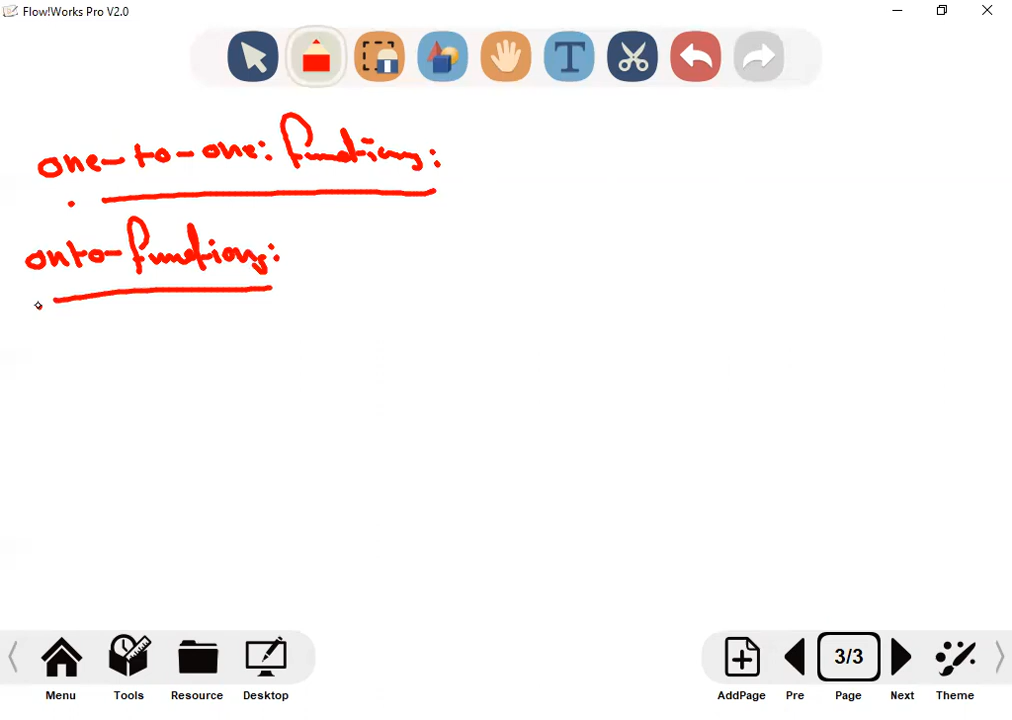 Flow!Works Pro V2.0
one-to-one: functions:
onto-functions:
Menu Tools Resource Desktop
3/3
AddPage Pre Page Next Theme